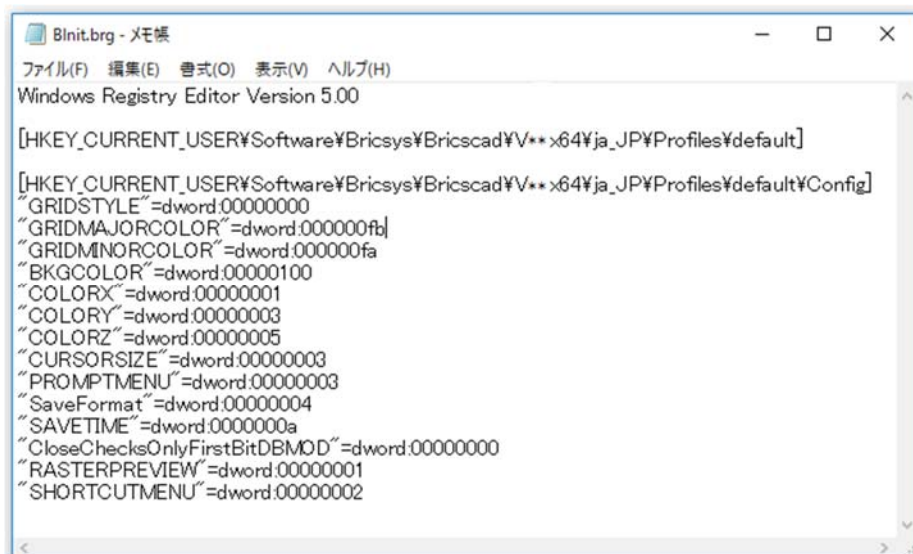 BInit.brg - メモ帳
ファイル(F) 編集(E) 書式(O) 表示(V) ヘルプ(H)
Windows Registry Editor Version 5.00
[HKEY_CURRENT_USER¥Software¥Bricsys¥Bricscad¥V**x64¥ja_JP¥Profiles¥default]
[HKEY_CURRENT_USER¥Software¥Bricsys¥Bricscad¥V**x64¥ja_JP¥Profiles¥default¥Config]
"GRIDSTYLE"=dword:00000000
"GRIDMAJORCOLOR"=dword:000000fb
"GRIDMINORCOLOR"=dword:000000fa
"BKGCOLOR"=dword:00000100
"COLORX"=dword:00000001
"COLORY"=dword:00000003
"COLORZ"=dword:00000005
"CURSORSIZE"=dword:00000003
"PROMPTMENU"=dword:00000003
"SaveFormat"=dword:00000004
"SAVETIME"=dword:0000000a
"CloseChecksOnlyFirstBitDBMOD"=dword:00000000
"RASTERPREVIEW"=dword:00000001
"SHORTCUTMENU"=dword:00000002